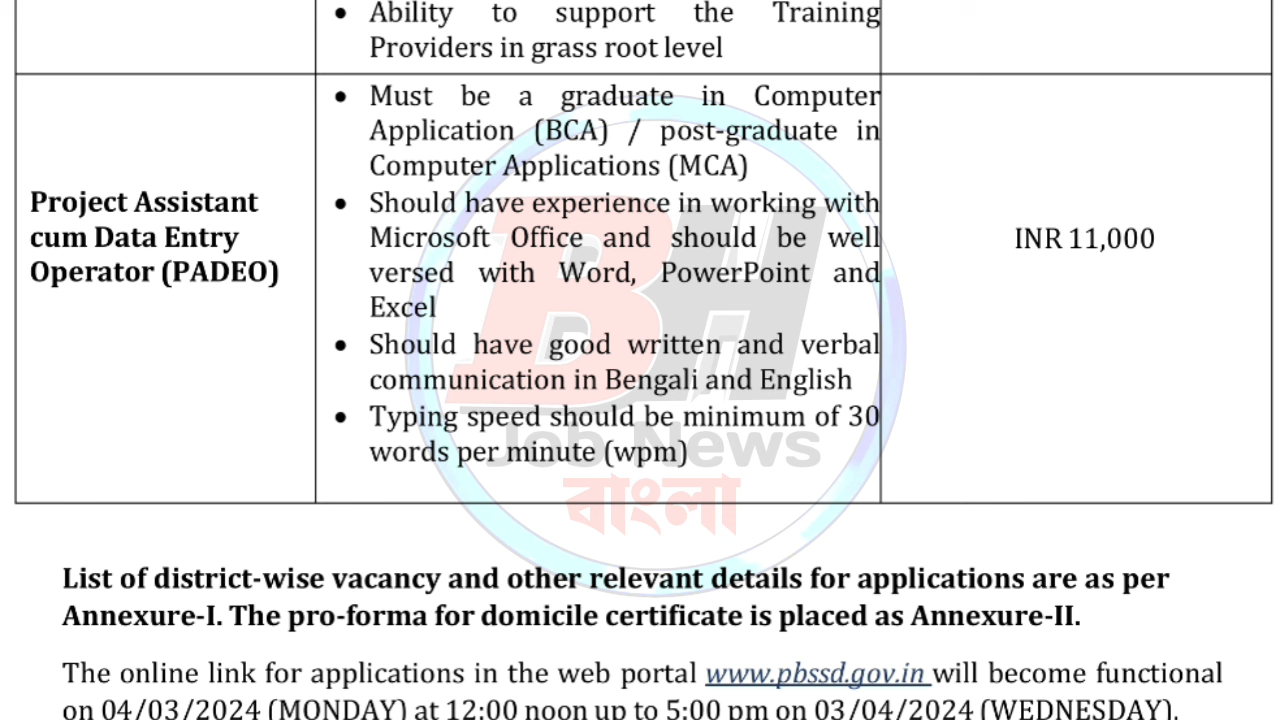 • Ability to support the Training
Providers in grass root level
Project Assistant
cum Data Entry
Operator (PADEO)
• Must be a graduate in Computer
Application (BCA) / post-graduate in
Computer Applications (MCA)
• Should have experience in working with
Microsoft Office and should be well
versed with Word, PowerPoint and
Excel
• Should have good written and verbal
communication in Bengali and English
• Typing speed should be minimum of 30
words per minute (wpm)
INR 11,000
BH
Job News
বাংলা
List of district-wise vacancy and other relevant details for applications are as per
Annexure-I. The pro-forma for domicile certificate is placed as Annexure-II.
The online link for applications in the web portal www.pbssd.gov.in will become functional
on 04/03/2024 (MONDAY) at 12:00 noon up to 5:00 pm on 03/04/2024 (WEDNESDAY).